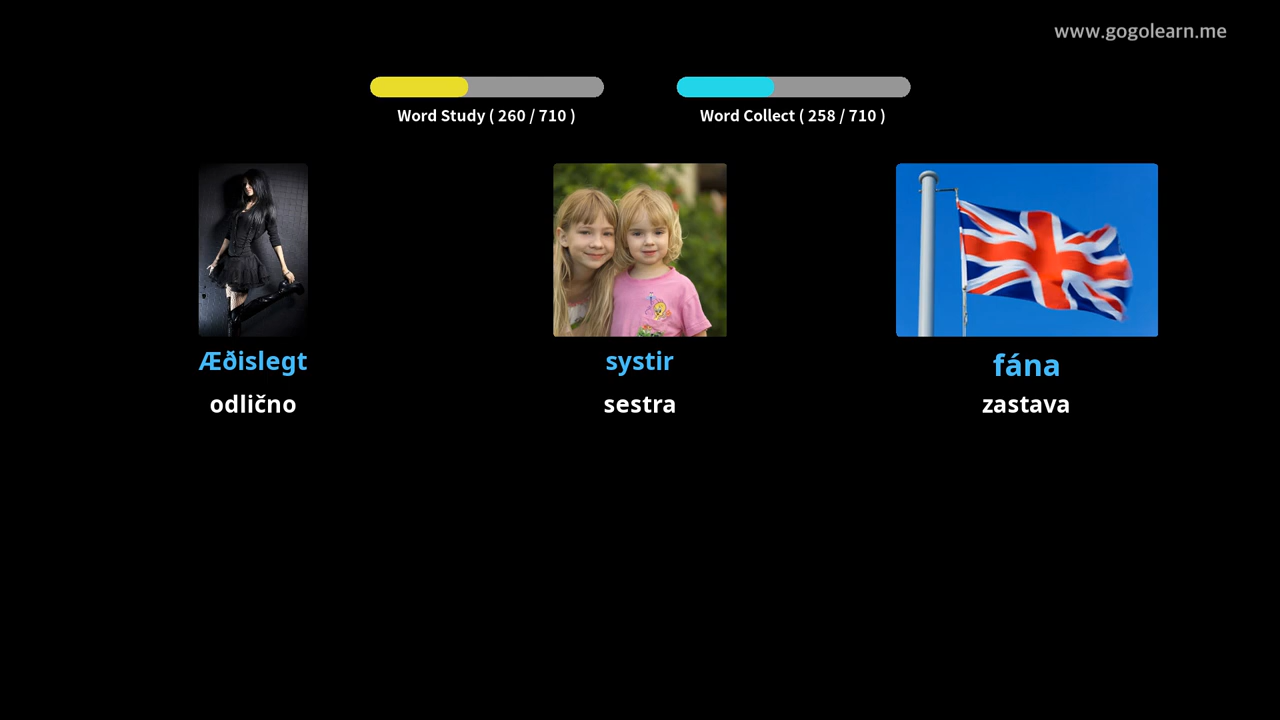 www.gogolearn.me
Word Study ( 260 / 710 )
Word Collect ( 258 / 710 )
Æðislegt
systir
fána
odlično
sestra
zastava